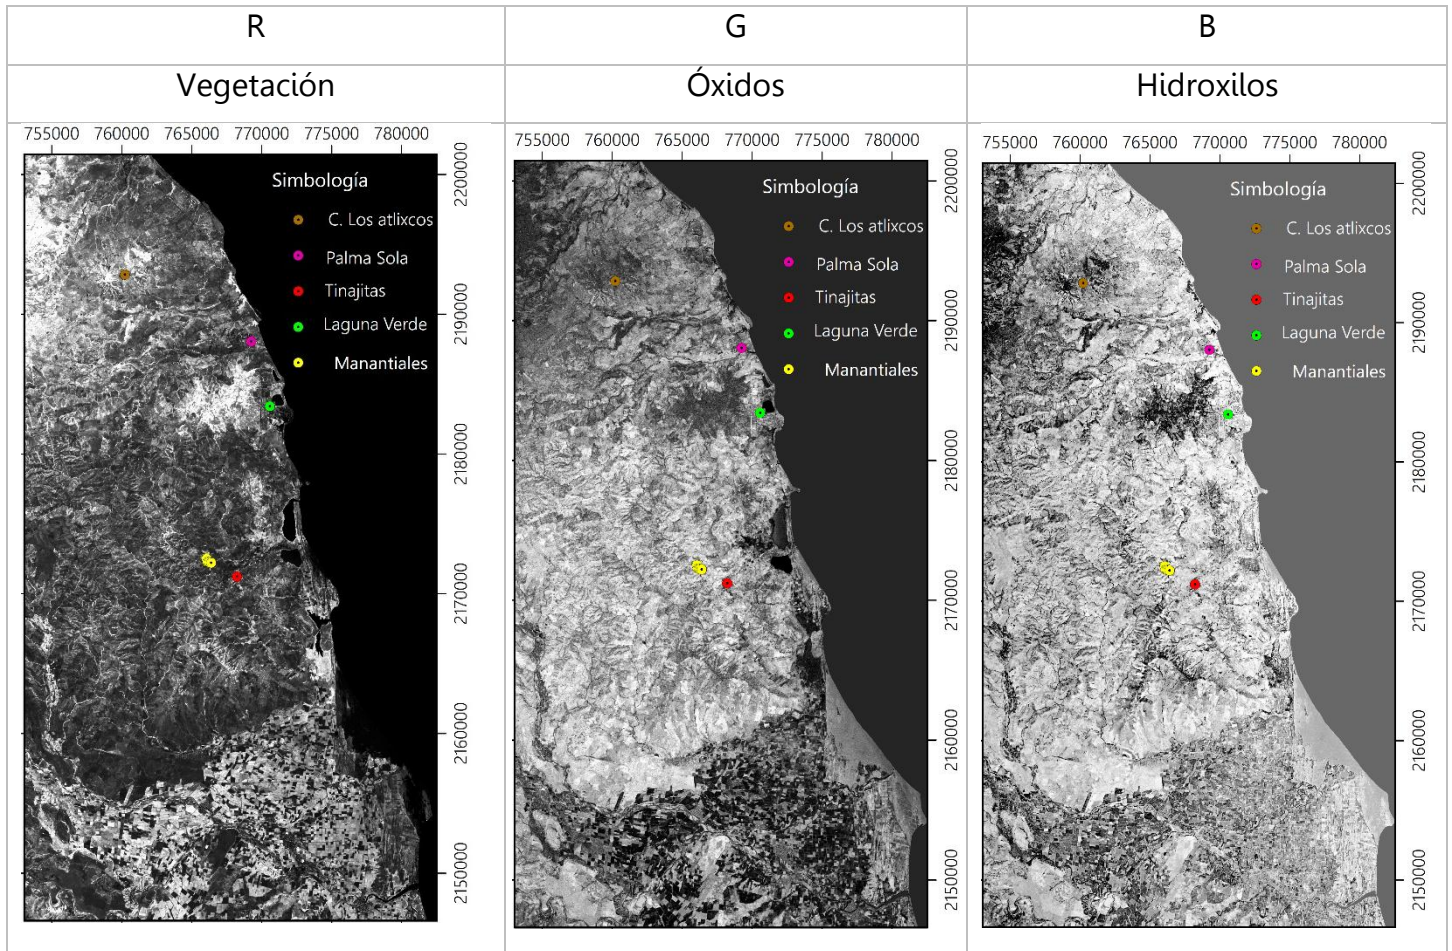 R
G
B
Vegetación
Óxidos
Hidroxilos
755000 760000 765000 770000 775000 780000
Simbología
C. Los atlixcos
Palma Sola
Tinajitas
Laguna Verde
Manantiales
2200000
2190000
2180000
2170000
2160000
2150000
755000 760000 765000 770000 775000 780000
Simbología
C. Los atlixcos
Palma Sola
Tinajitas
Laguna Verde
Manantiales
2200000
2190000
2180000
2170000
2160000
2150000
755000 760000 765000 770000 775000 780000
Simbología
C. Los atlixcos
Palma Sola
Tinajitas
Laguna Verde
Manantiales
2200000
2190000
2180000
2170000
2160000
2150000